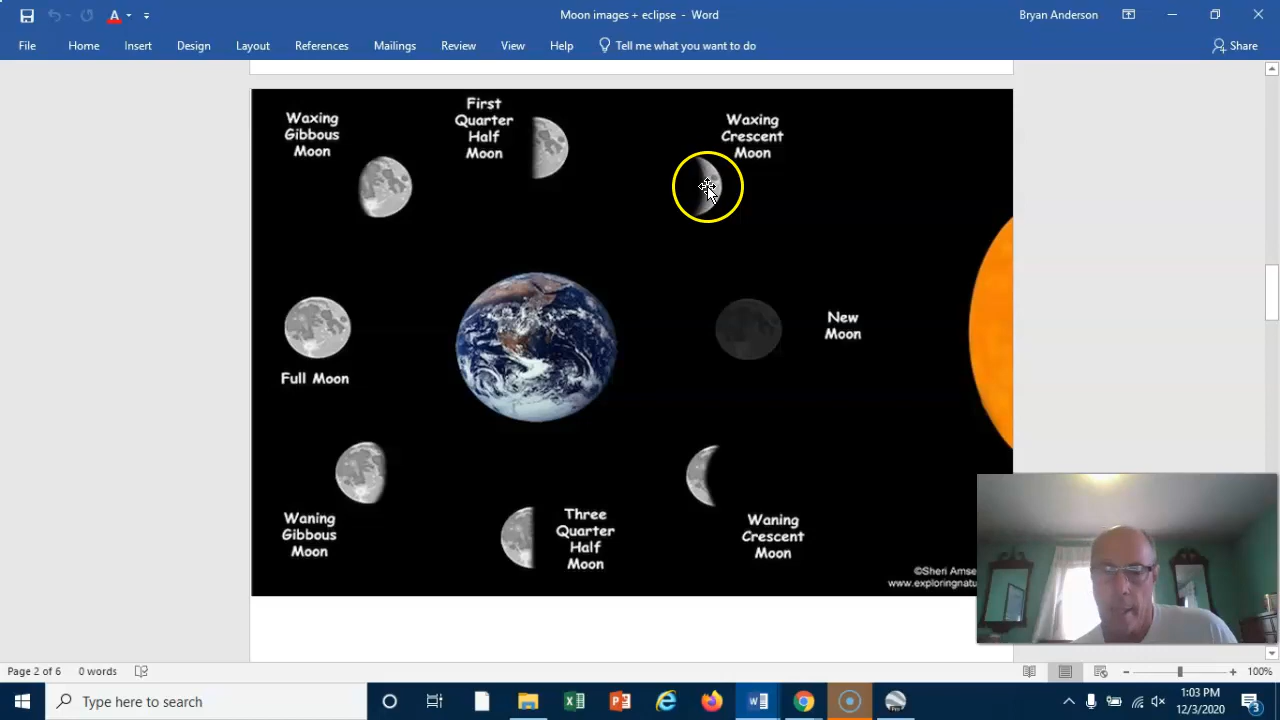 Moon images + eclipse - Word
Bryan Anderson
File Home Insert Design Layout References Mailings Review View Help Tell me what you want to do
Share
Waxing
Gibbous
Moon
First
Quarter
Half
Moon
Waxing
Crescent
Moon
New
Moon
Full Moon
Waning
Gibbous
Moon
Three
Quarter
Half
Moon
Waning
Crescent
Moon
©Sheri Amse
www.exploringnatu
Page 2 of 6 0 words
100%
Type here to search
1:03 PM
12/3/2020
3